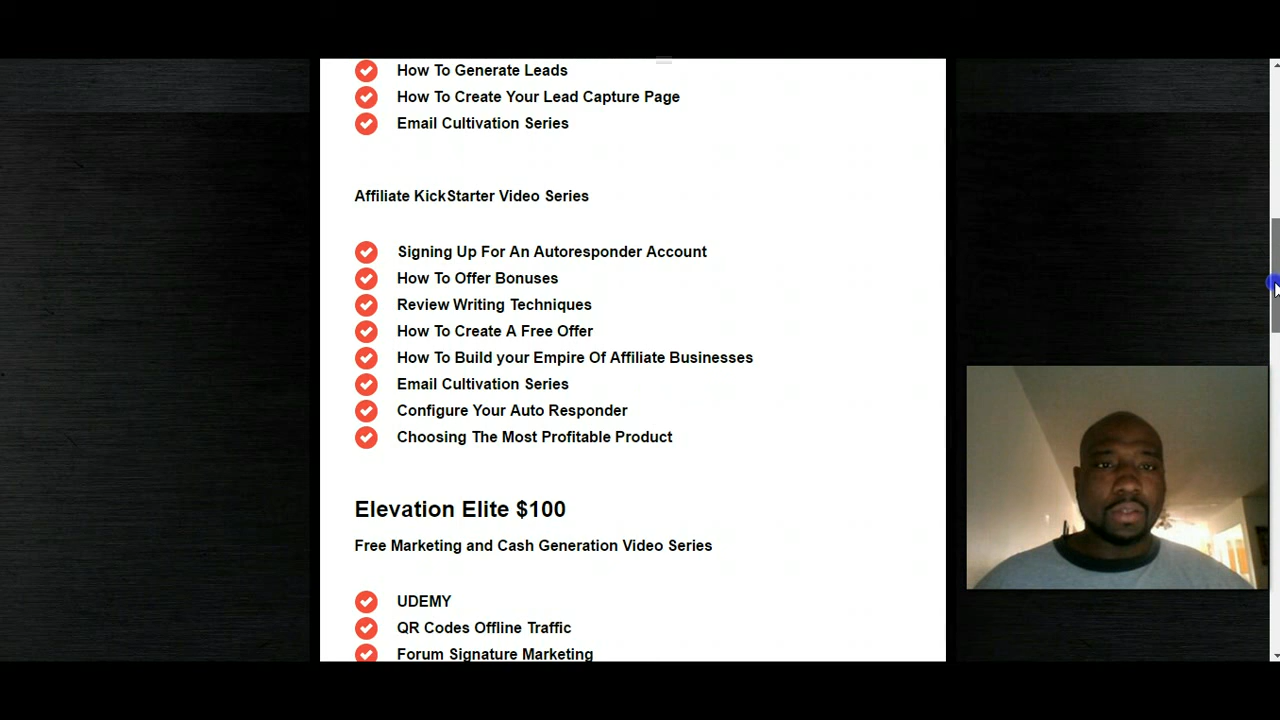 How To Generate Leads
How To Create Your Lead Capture Page
Email Cultivation Series
Affiliate KickStarter Video Series
Signing Up For An Autoresponder Account
How To Offer Bonuses
Review Writing Techniques
How To Create A Free Offer
How To Build your Empire Of Affiliate Businesses
Email Cultivation Series
Configure Your Auto Responder
Choosing The Most Profitable Product
Elevation Elite $100
Free Marketing and Cash Generation Video Series
UDEMY
QR Codes Offline Traffic
Forum Signature Marketing